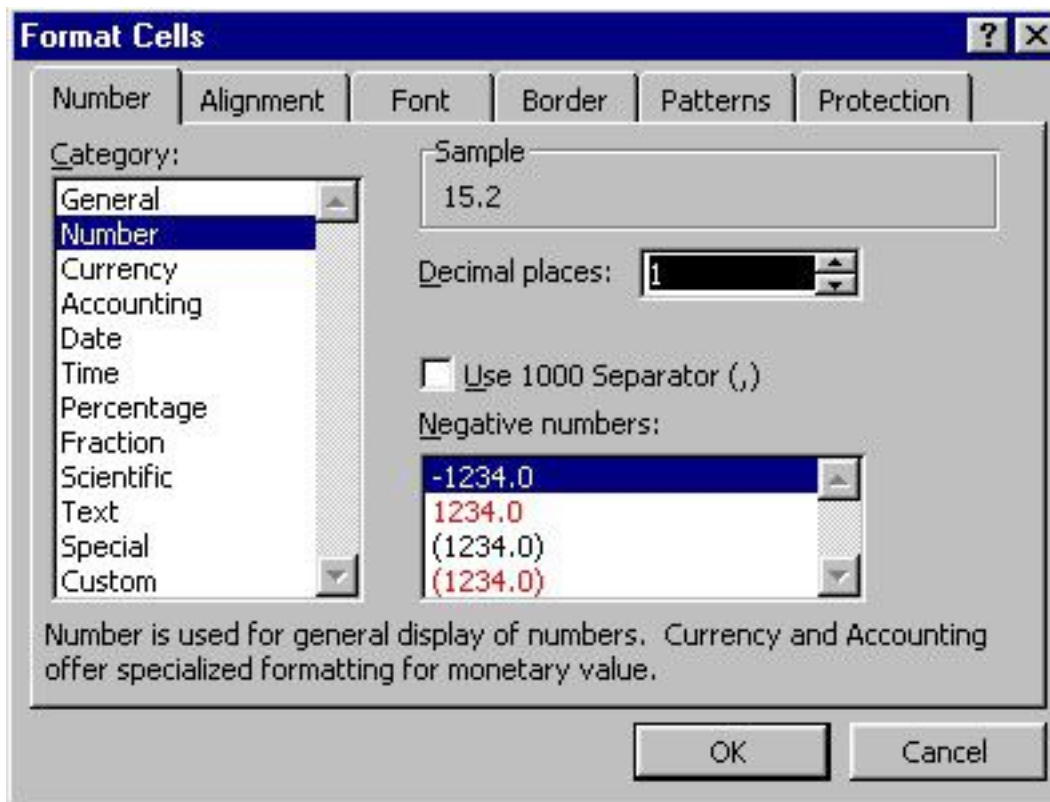 Format Cells
Number
Alignment
Font
Border
Patterns
Protection
Category:
General
Number
Currency
Accounting
Date
Time
Percentage
Fraction
Scientific
Text
Special
Custom
Sample
15.2
Decimal places:
1
Use 1000 Separator (,)
Negative numbers:
-1234.0
1234.0
(1234.0)
(1234.0)
Number is used for general display of numbers.  Currency and Accounting
offer specialized formatting for monetary value.
OK
Cancel